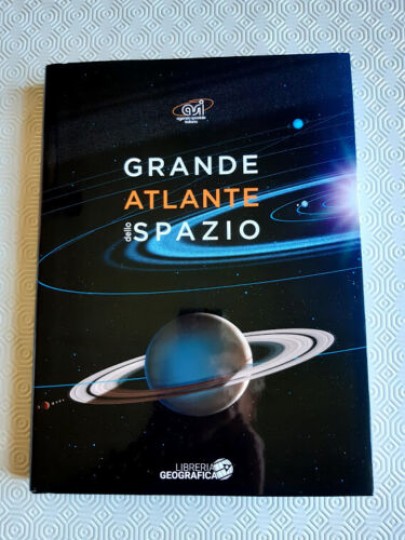 asi
agenzia spaziale
italiana
GRANDE
ATLANTE
dello SPAZIO
LIBRERIA
GEOGRAFICA